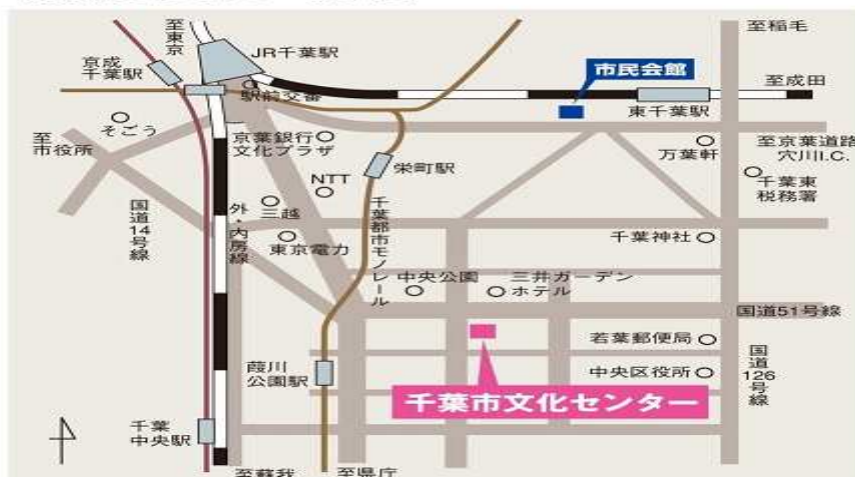 至東京
JR千葉駅
京成
千葉駅
駅前交番
市民会館
至稲毛
至成田
東千葉駅
そごう
至
市役所
京葉銀行
文化プラザ
栄町駅
万葉軒
至京葉道路
穴川I.C.
千葉東
税務署
NTT
三越
国道14号線
外・内房線
東京電力
千葉都市モノレール
千葉神社
中央公園
三井ガーデン
ホテル
国道51号線
若葉郵便局
葭川
公園駅
中央区役所
国道126号線
千葉市文化センター
千葉
中央駅
至蘇我
至県庁